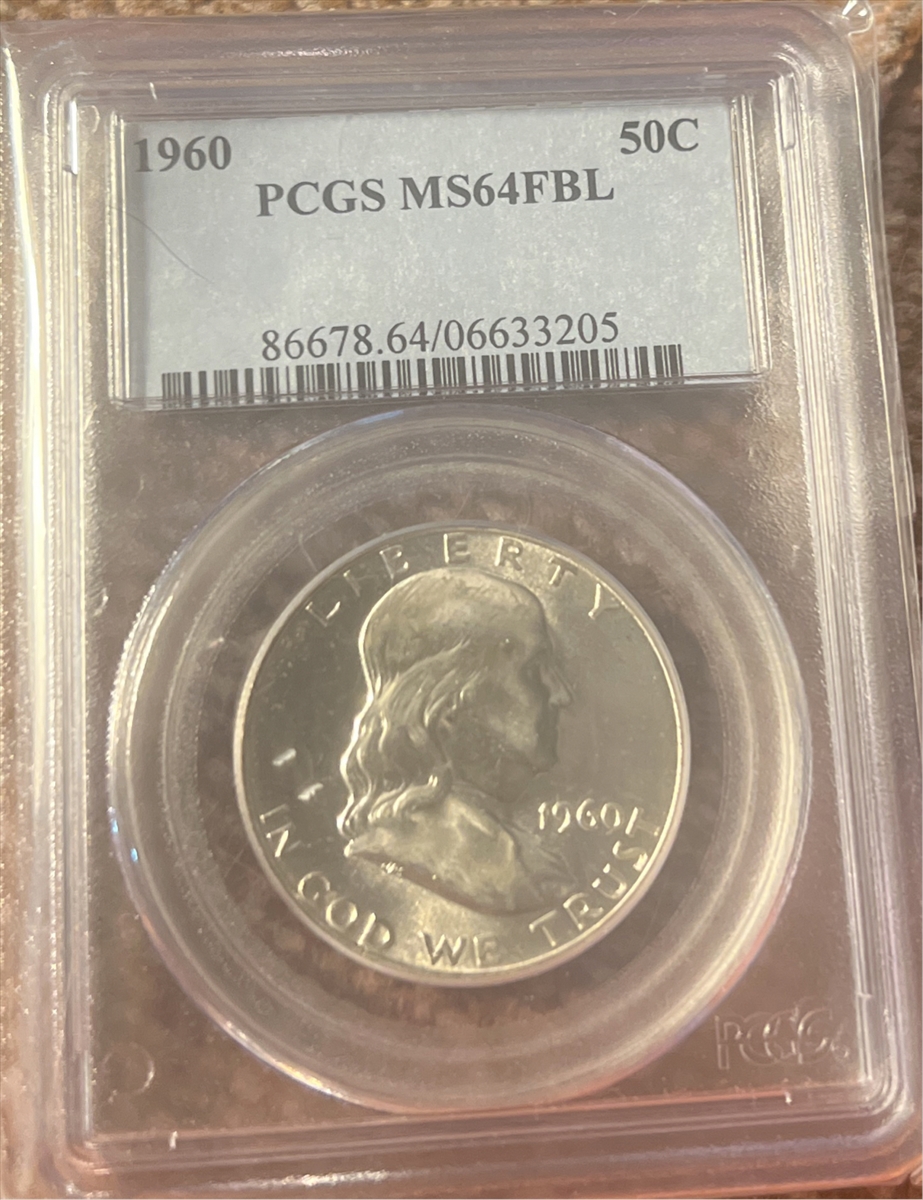 1960 50C
PCGS MS64FBL
86678.64/06633205
LIBERTY
1960
IN GOD WE TRUST
PCGS